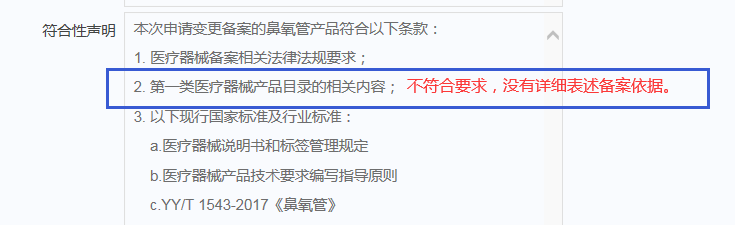 符合性声明
本次申请变更备案的鼻氧管产品符合以下条款：
1. 医疗器械备案相关法律法规要求；
2. 第一类医疗器械产品目录的相关内容； 不符合要求，没有详细表述备案依据。
3. 以下现行国家标准及行业标准：
a.医疗器械说明书和标签管理规定
b.医疗器械产品技术要求编写指导原则
c.YY/T 1543-2017《鼻氧管》